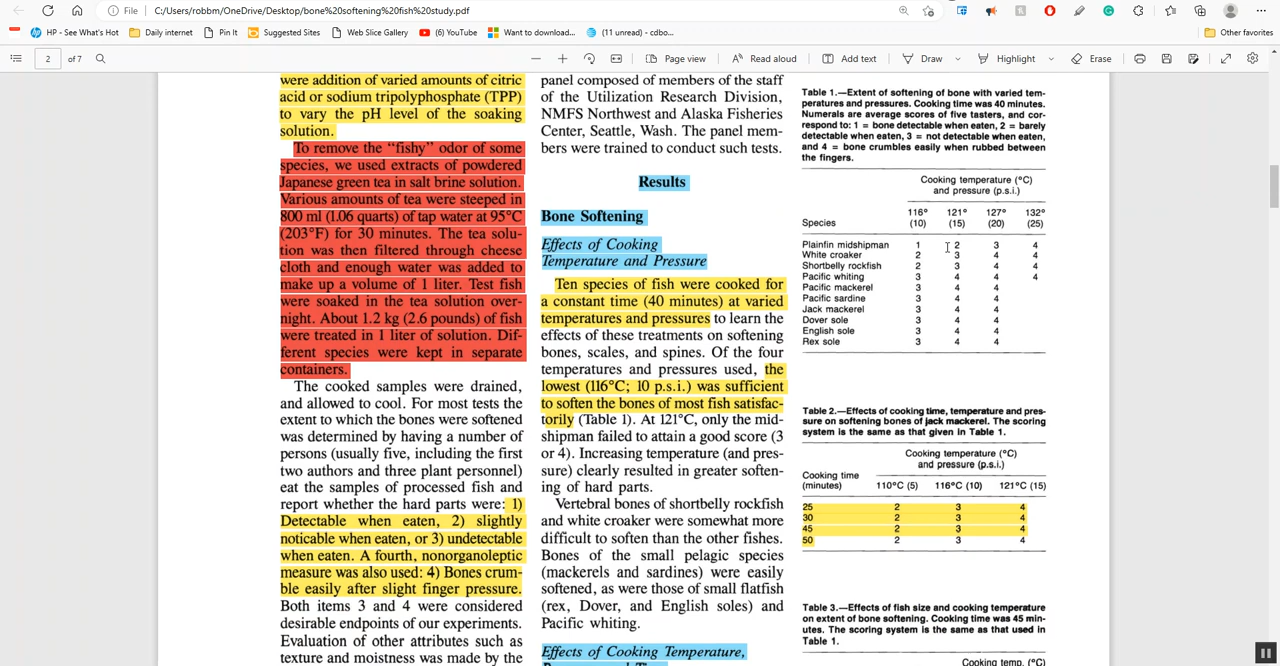 File
C:/Users/robbm/OneDrive/Desktop/bone%20softening%20fish%20study.pdf
HP - See What's Hot
Daily internet
Pin It
Suggested Sites
Web Slice Gallery
(6) YouTube
Want to download...
(11 unread) - cdbo...
Other favorites
2 of 7
Page view
Read aloud
Add text
Draw
Highlight
Erase
were addition of varied amounts of citric
acid or sodium tripolyphosphate (TPP)
to vary the pH level of the soaking
solution.
To remove the "fishy" odor of some
species, we used extracts of powdered
Japanese green tea in salt brine solution.
Various amounts of tea were steeped in
800 ml (1.06 quarts) of tap water at 95°C
(203°F) for 30 minutes. The tea solu-
tion was then filtered through cheese
cloth and enough water was added to
make up a volume of 1 liter. Test fish
were soaked in the tea solution over-
night. About 1.2 kg (2.6 pounds) of fish
were treated in 1 liter of solution. Dif-
ferent species were kept in separate
containers.
The cooked samples were drained,
and allowed to cool. For most tests the
extent to which the bones were softened
was determined by having a number of
persons (usually five, including the first
two authors and three plant personnel)
eat the samples of processed fish and
report whether the hard parts were: 1)
Detectable when eaten, 2) slightly
noticable when eaten, or 3) undetectable
when eaten. A fourth, nonorganoleptic
measure was also used: 4) Bones crum-
ble easily after slight finger pressure.
Both items 3 and 4 were considered
desirable endpoints of our experiments.
Evaluation of other attributes such as
texture and moistness was made by the
panel composed of members of the staff
of the Utilization Research Division,
NMFS Northwest and Alaska Fisheries
Center, Seattle, Wash. The panel mem-
bers were trained to conduct such tests.
Results
Bone Softening
Effects of Cooking
Temperature and Pressure
Ten species of fish were cooked for
a constant time (40 minutes) at varied
temperatures and pressures to learn the
effects of these treatments on softening
bones, scales, and spines. Of the four
temperatures and pressures used, the
lowest (116°C; 10 p.s.i.) was sufficient
to soften the bones of most fish satisfac-
torily (Table 1). At 121°C, only the mid-
shipman failed to attain a good score (3
or 4). Increasing temperature (and pres-
sure) clearly resulted in greater soften-
ing of hard parts.
Vertebral bones of shortbelly rockfish
and white croaker were somewhat more
difficult to soften than the other fishes.
Bones of the small pelagic species
(mackerels and sardines) were easily
softened, as were those of small flatfish
(rex, Dover, and English soles) and
Pacific whiting.
Effects of Cooking Temperature,
Table 1.—Extent of softening of bone with varied tem-
peratures and pressures. Cooking time was 40 minutes.
Numerals are average scores of five tasters, and cor-
respond to: 1 = bone detectable when eaten, 2 = barely
detectable when eaten, 3 = not detectable when eaten,
and 4 = bone crumbles easily when rubbed between
the fingers.
Cooking temperature (°C)
and pressure (p.s.i.)
116° 121° 127° 132°
Species (10) (15) (20) (25)
Plainfin midshipman 1 2 3 4
White croaker 2 3 4 4
Shortbelly rockfish 2 3 4 4
Pacific whiting 3 4 4 4
Pacific mackerel 3 4 4
Pacific sardine 3 4 4
Jack mackerel 3 4 4
Dover sole 3 4 4
English sole 3 4 4
Rex sole 3 4 4
Table 2.—Effects of cooking time, temperature and pres-
sure on softening bones of jack mackerel. The scoring
system is the same as that given in Table 1.
Cooking temperature (°C)
and pressure (p.s.i.)
Cooking time
(minutes) 110°C (5) 116°C (10) 121°C (15)
25 2 3 4
30 2 3 4
45 2 3 4
50 2 3 4
Table 3.—Effects of fish size and cooking temperature
on extent of bone softening. Cooking time was 45 min-
utes. The scoring system is the same as that used in
Table 1.
Cooking temp. (°C)